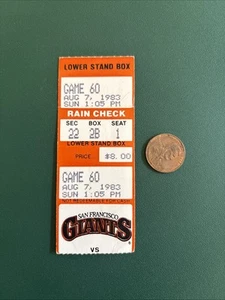 LOWER STAND BOX
GAME 60
AUG 7, 1983
SUN 1:05 PM
RAIN CHECK
SEC BOX SEAT
22 2B 1
LOWER STAND BOX
PRICE $8.00
GAME 60
AUG 7, 1983
SUN 1:05 PM
SAN FRANCISCO
GIANTS
VS